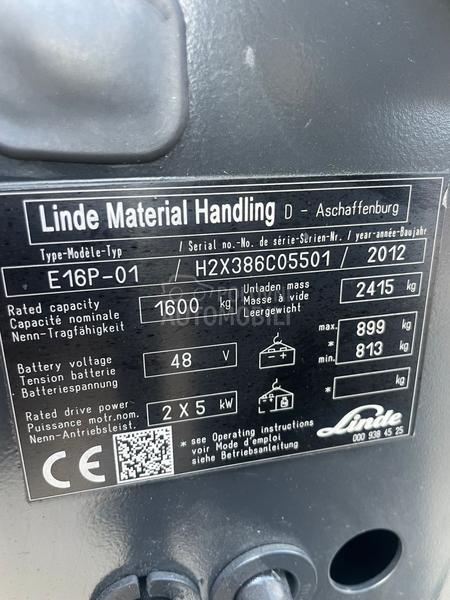 Linde Material Handling D - Aschaffenburg
Type-Modèle-Typ / Serial no.-No. de série-Serien-Nr. / year-année-Baujahr
E16P-01 / H2X386C05501 / 2012
Rated capacity
Capacité nominale
Nenn-Tragfähigkeit
1600 kg
Unladen mass
Masse à vide
Leergewicht
2415 kg
Battery voltage
Tension batterie
Batteriespannung
48 V
- +
max. 899 kg
*
min. 813 kg
Rated drive power
Puissance motr.nom.
Nenn-Antriebsleist.
2 X 5 kW
* kg
CE
* see Operating instructions
voir Mode d'emploi
siehe Betriebsanleitung
Linde
000 938 45 25
POLOVNI
AUTOMOBILI